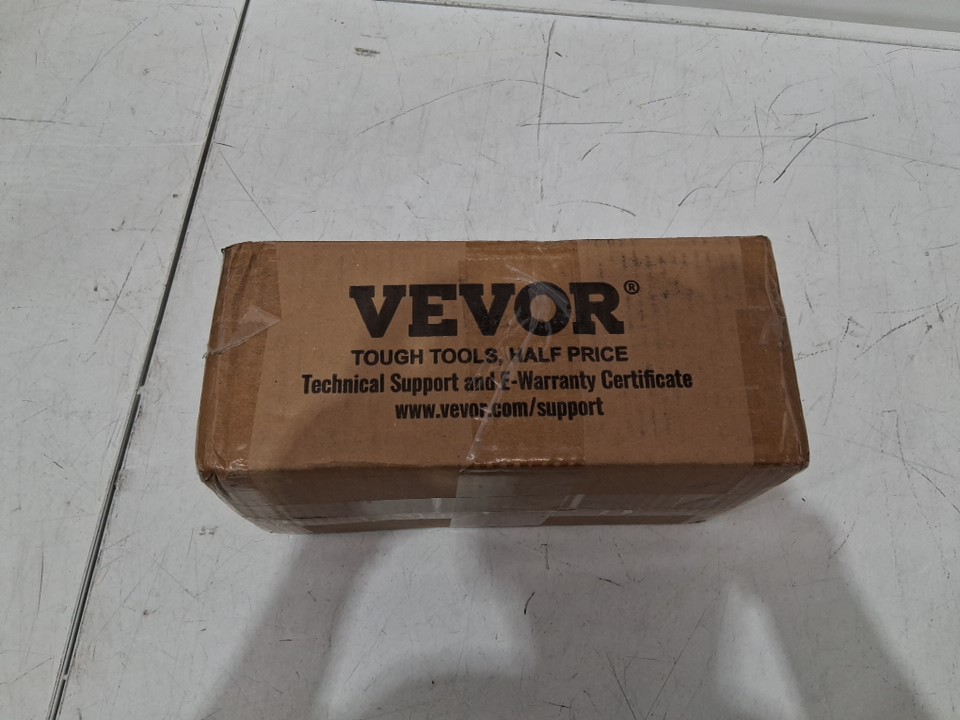 VEVOR®
TOUGH TOOLS, HALF PRICE
Technical Support and E-Warranty Certificate
www.vevor.com/support